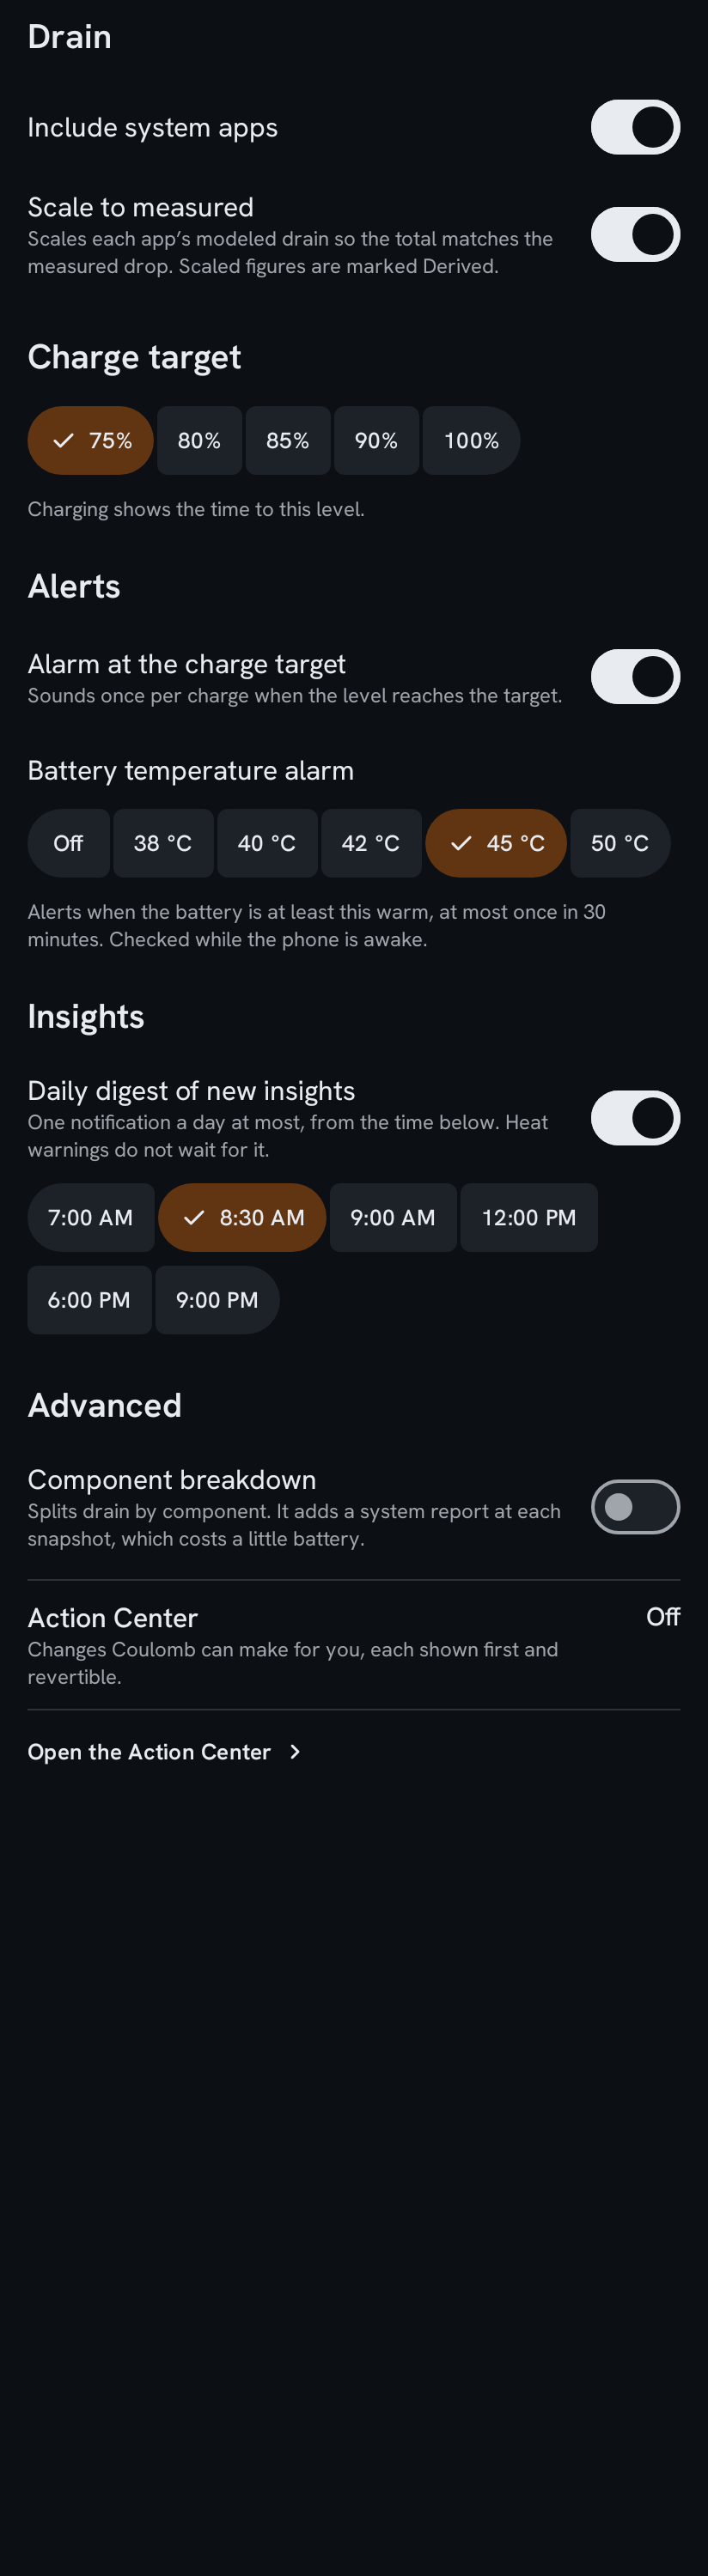 Drain
Include system apps
Scale to measured
Scales each app’s modeled drain so the total matches the
measured drop. Scaled figures are marked Derived.
Charge target
75% 80% 85% 90% 100%
Charging shows the time to this level.
Alerts
Alarm at the charge target
Sounds once per charge when the level reaches the target.
Battery temperature alarm
Off 38 °C 40 °C 42 °C 45 °C 50 °C
Alerts when the battery is at least this warm, at most once in 30
minutes. Checked while the phone is awake.
Insights
Daily digest of new insights
One notification a day at most, from the time below. Heat
warnings do not wait for it.
7:00 AM 8:30 AM 9:00 AM 12:00 PM
6:00 PM 9:00 PM
Advanced
Component breakdown
Splits drain by component. It adds a system report at each
snapshot, which costs a little battery.
Action Center Off
Changes Coulomb can make for you, each shown first and
revertible.
Open the Action Center